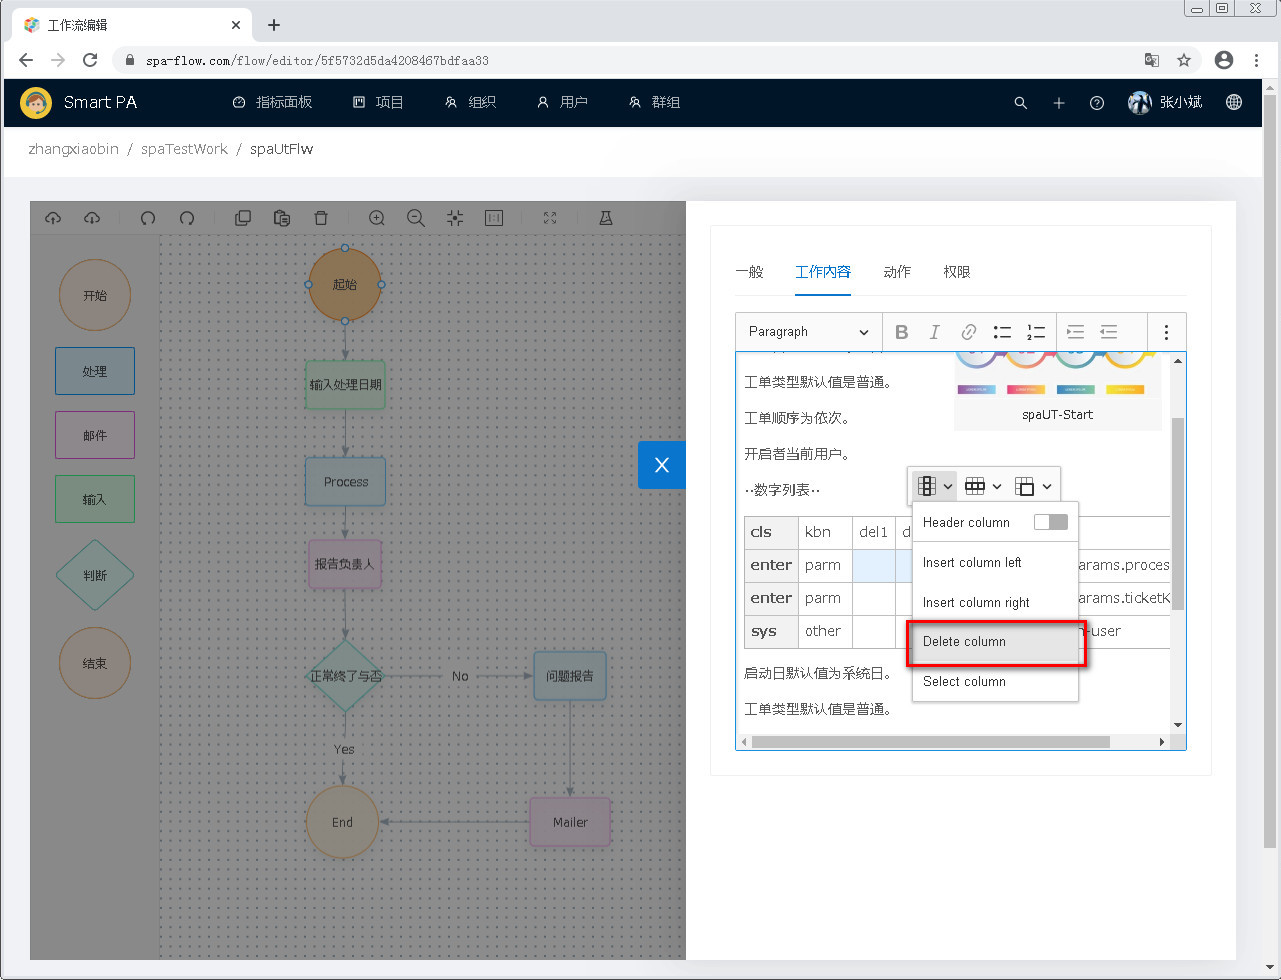 工作流编辑
spa-flow.com/flow/editor/5f5732d5da4208467bdfaa33
Smart PA
指标面板
项目
组织
用户
群组
张小斌
zhangxiaobin / spaTestWork / spaUtFlw
开始
处理
邮件
输入
判断
结束
起始
输入处理日期
Process
报告负责人
正常终了与否
No
问题报告
Yes
End
Mailer
X
一般
工作内容
动作
权限
Paragraph
工单类型默认值是普通。
spaUT-Start
工单顺序为依次。
开启者当前用户。
··数字列表··
cls kbn del1 d
enter parm arams.proces
enter parm arams.ticketK
sys other n-user
Header column
Insert column left
Insert column right
Delete column
Select column
启动日默认值为系统日。
工单类型默认值是普通。